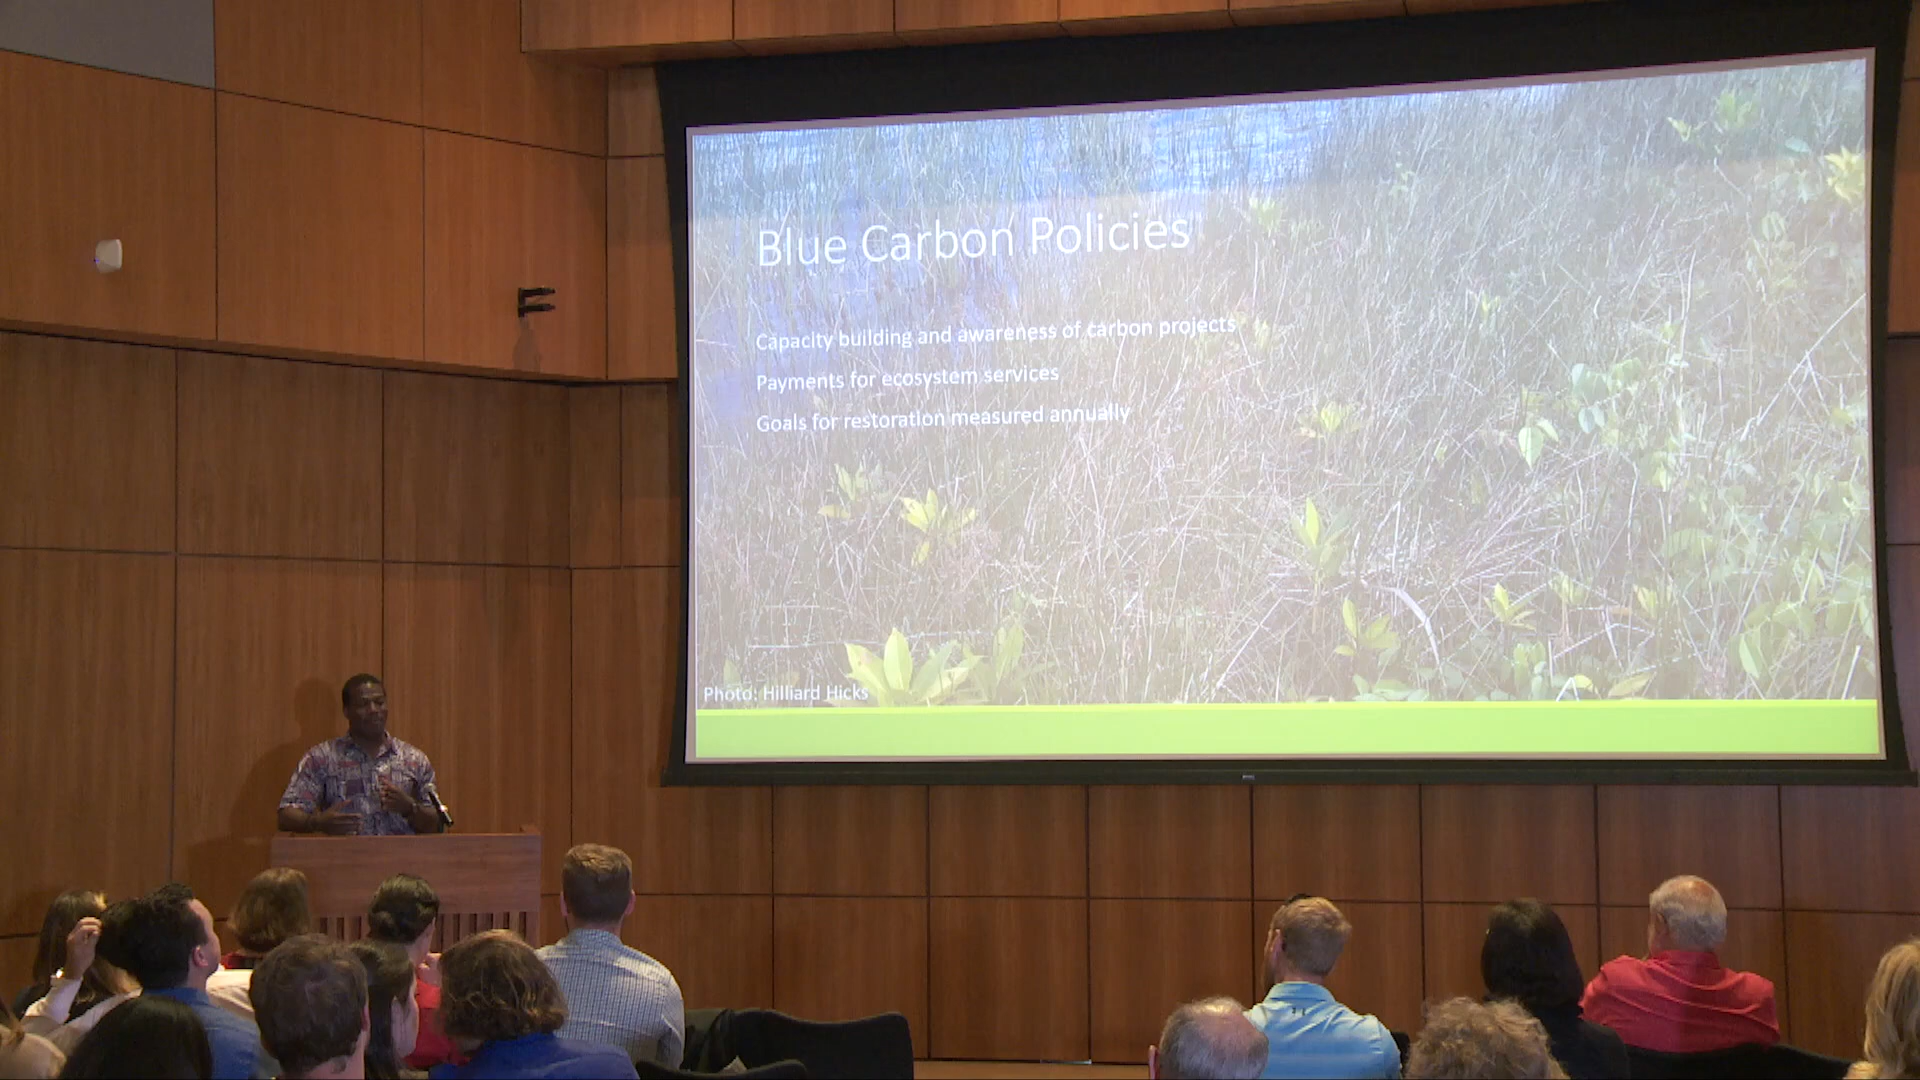 Blue Carbon Policies
Capacity building and awareness of carbon projects
Payments for ecosystem services
Goals for restoration measured annually
Photo: Hilliard Hicks